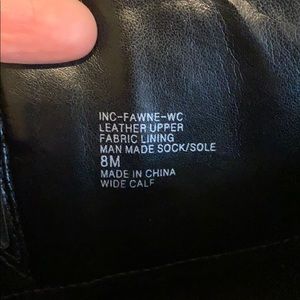 INC-FAWNE-WC
LEATHER UPPER
FABRIC LINING
MAN MADE SOCK/SOLE
8M
MADE IN CHINA
WIDE CALF